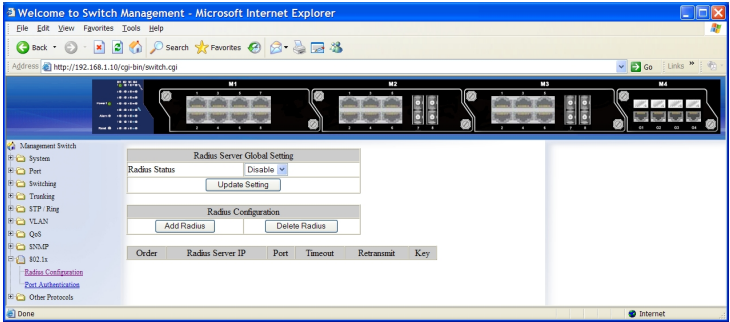 Welcome to Switch Management - Microsoft Internet Explorer
File Edit View Favorites Tools Help
Back Search Favorites
Address http://192.168.1.10/cgi-bin/switch.cgi Go Links »
M1 M2 M3 M4
G1 G2 G3 G4
Management Switch
System
Port
Switching
Trunking
STP / Ring
VLAN
QoS
SNMP
802.1x
Radius Configuration
Port Authentication
Other Protocols
Radius Server Global Setting
Radius Status Disable
Update Setting
Radius Configuration
Add Radius Delete Radius
Order Radius Server IP Port Timeout Retransmit Key
Done Internet